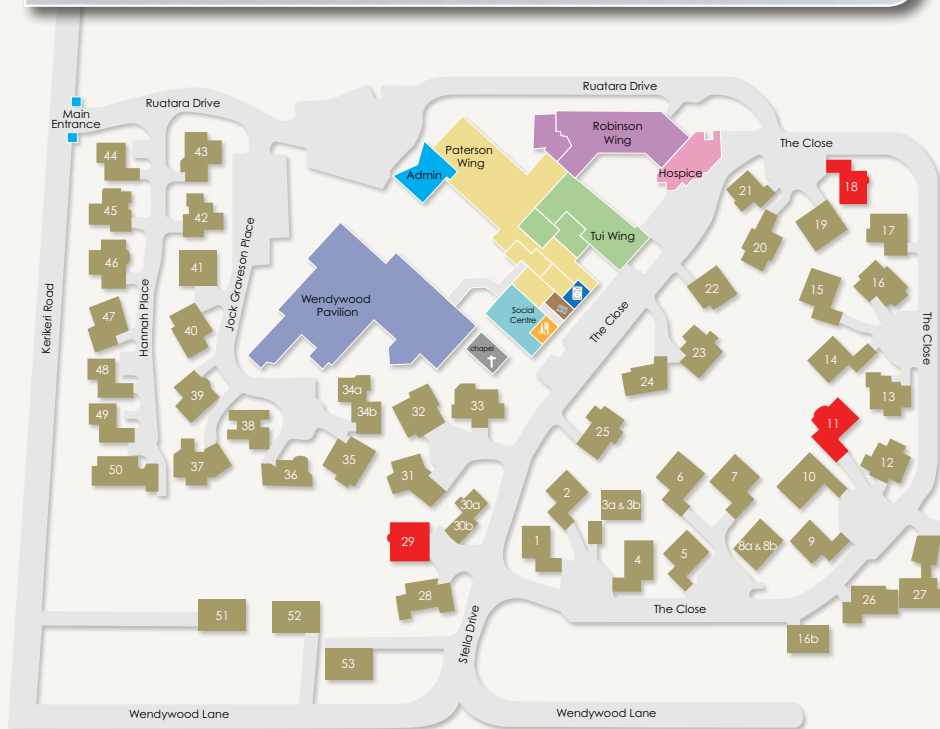 Ruatara Drive
Ruatara Drive
Main
Entrance
The Close
Robinson
Wing
Paterson
Wing
Hospice
Admin
Tui Wing
Wendywood
Pavilion
Social
Centre
chapel
Kerikeri Road
Hannah Place
Jock Graveson Place
The Close
The Close
44
43
45
42
46
41
47
40
48
39
49
38
50
37
36
35
34a
34b
32
33
31
30a
30b
29
28
21
18
19
17
20
22
15
16
23
14
24
13
25
11
12
2
3a & 3b
6
7
10
1
4
5
8a & 8b
9
26
27
16b
51
52
53
The Close
Stella Drive
Wendywood Lane
Wendywood Lane